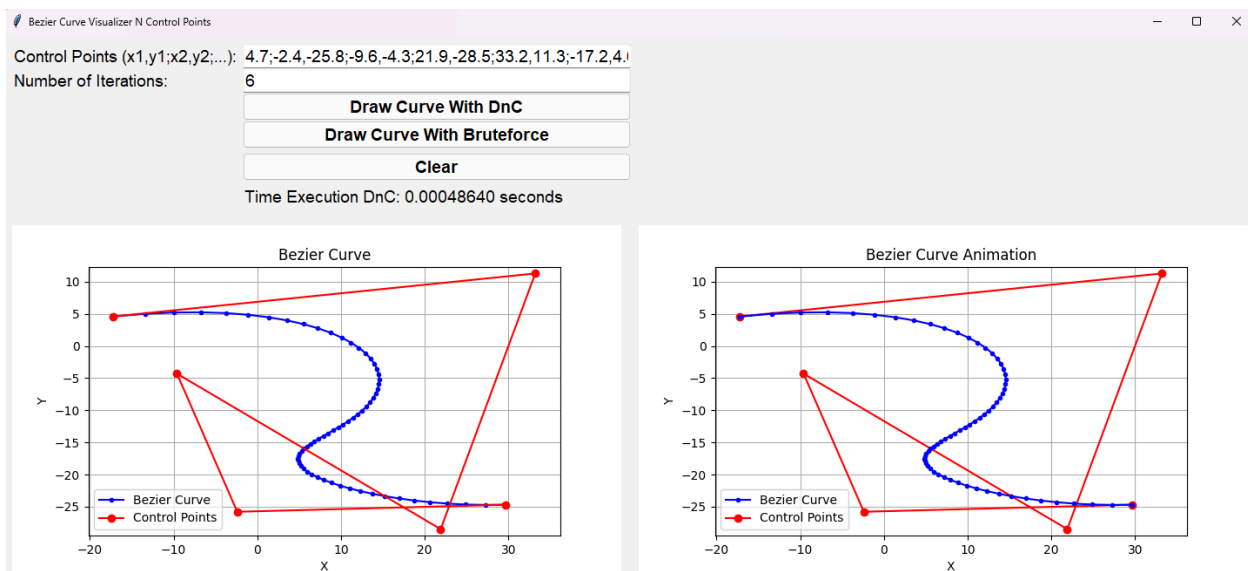 Bezier Curve Visualizer N Control Points
Control Points (x1,y1;x2,y2;...): 4.7;-2.4,-25.8;-9.6,-4.3;21.9,-28.5;33.2,11.3;-17.2,4.
Number of Iterations: 6
Draw Curve With DnC
Draw Curve With Bruteforce
Clear
Time Execution DnC: 0.00048640 seconds
Bezier Curve
10
5
0
−5
−10
−15
−20
−25
Y
Bezier Curve
Control Points
−20 −10 0 10 20 30
X
Bezier Curve Animation
10
5
0
−5
−10
−15
−20
−25
Y
Bezier Curve
Control Points
−20 −10 0 10 20 30
X